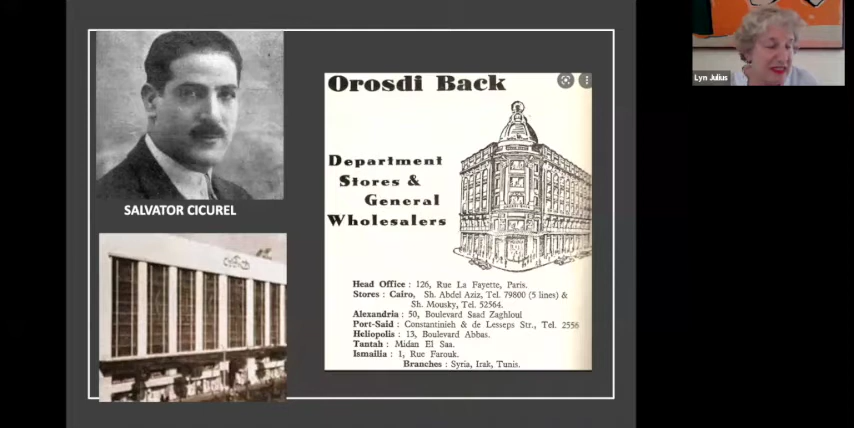 SALVATOR CICUREL
Orosdi Back
Department
Stores &
General
Wholesalers
Head Office : 126, Rue La Fayette, Paris.
Stores : Cairo, Sh. Abdel Aziz, Tel. 79800 (5 lines) &
Sh. Mousky, Tel. 52564.
Alexandria : 50, Boulevard Saad Zaghloul
Port-Said : Constantinieh & de Lesseps Str., Tel. 2556
Heliopolis : 13, Boulevard Abbas.
Tantah : Midan El Saa.
Ismailia : 1, Rue Farouk.
Branches : Syria, Irak, Tunis.
Lyn Julius